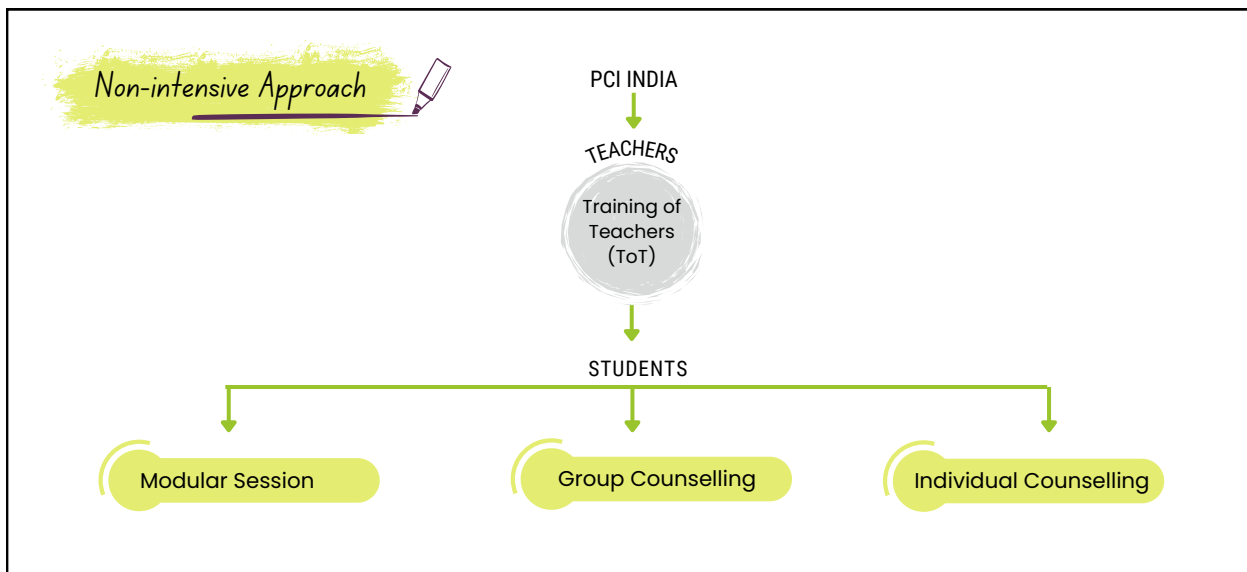 Non-intensive Approach
PCI INDIA
TEACHERS
Training of
Teachers
(ToT)
STUDENTS
Modular Session
Group Counselling
Individual Counselling